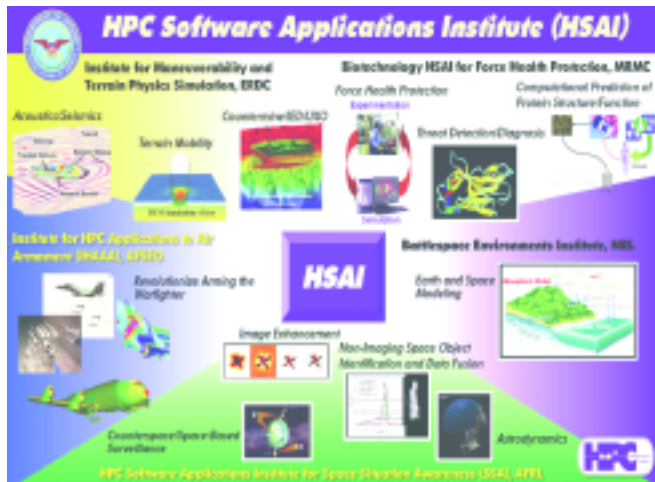 HPC Software Applications Institute (HSAI)
Institute for Maneuverability and
Terrain Physics Simulation, ERDC
Biotechnology HSAI for Force Health Protection, MRMC
Force Health Protection
Experimentation
Computational Prediction of
Protein Structure/Function
Acoustics/Seismics
Terrain Mobility
Countermine/IED/UXO
Threat Detection/Diagnosis
Simulation
Institute for HPC Applications to Air
Armament (IHAAA), AFSEO
HSAI
Battlespace Environments Institute, NRL
Revolutionize Arming the
Warfighter
Earth and Space
Modeling
Image Enhancement
Non-Imaging Space Object
Identification and Data Fusion
Counterspace/Space-Based
Surveillance
Astrodynamics
HPC
HPC Software Applications Institute for Space Situation Awareness (SSA), AFRL